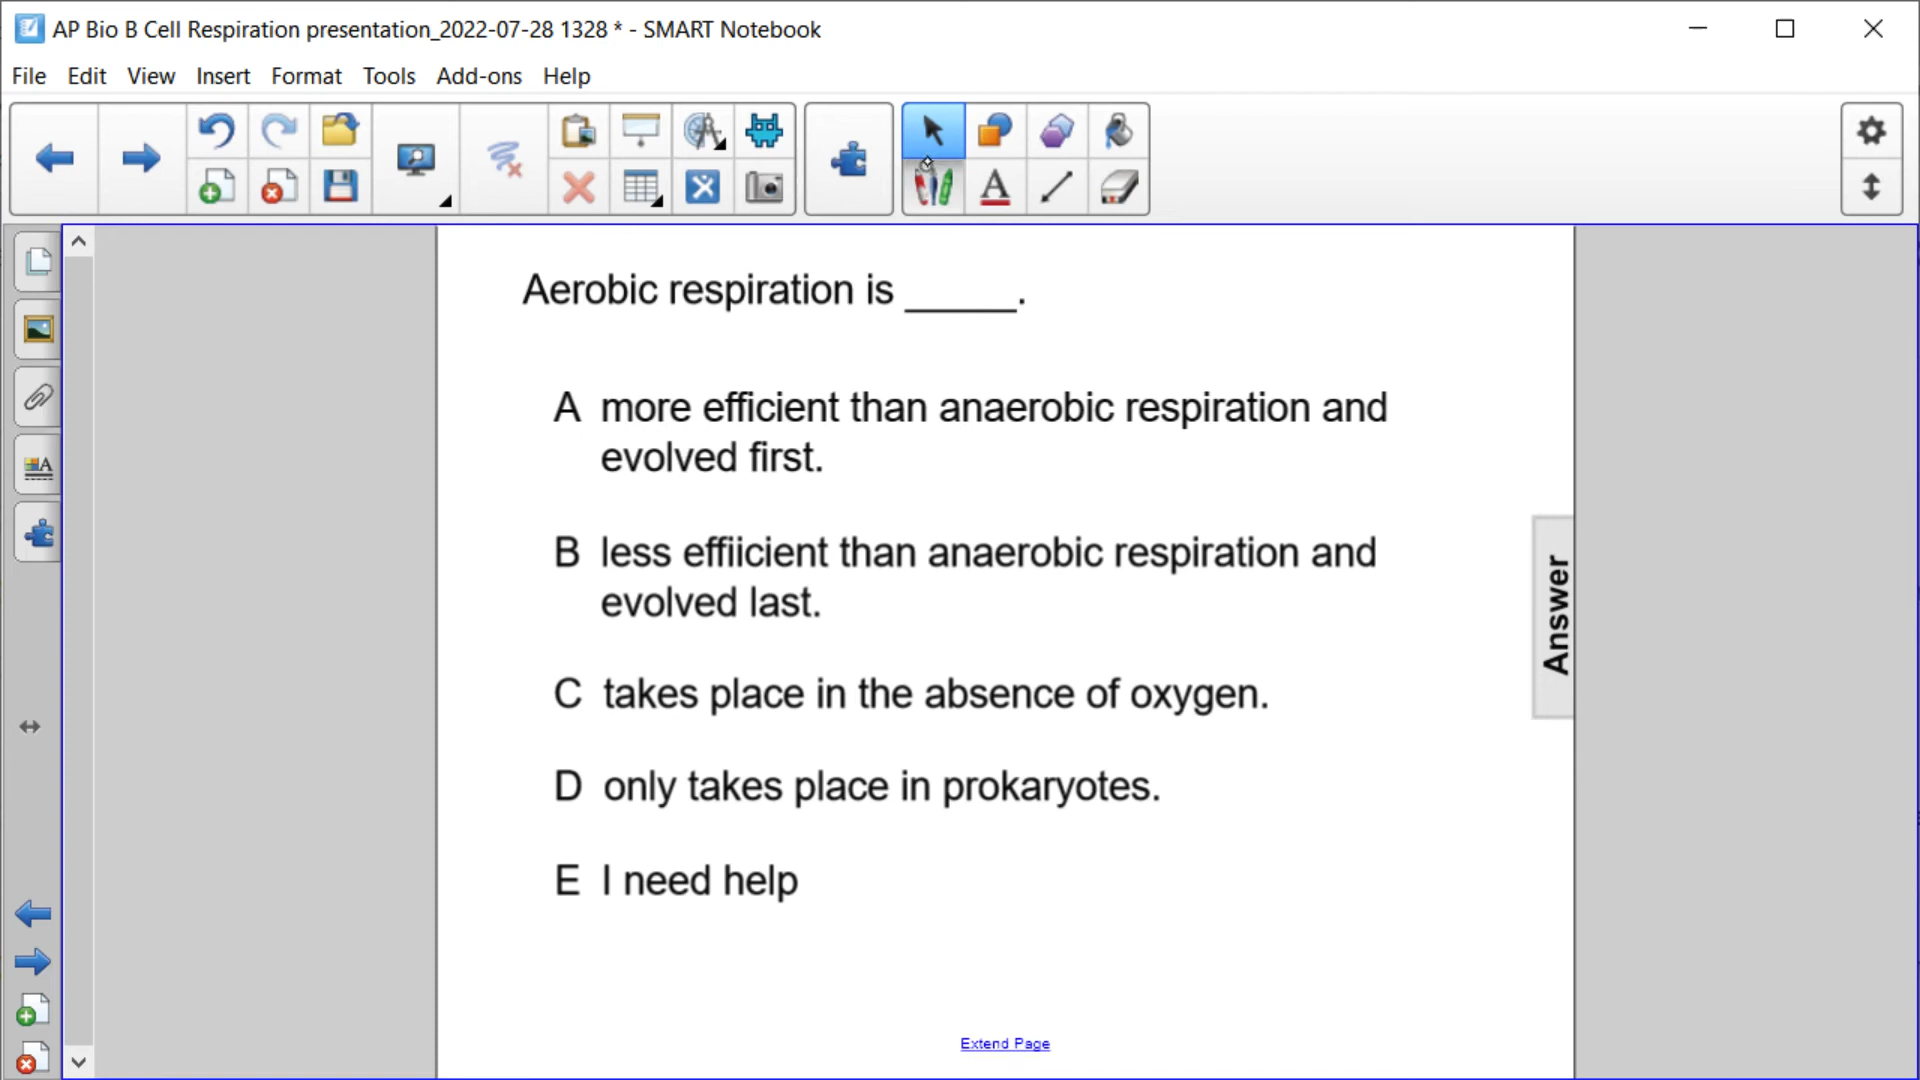 AP Bio B Cell Respiration presentation_2022-07-28 1328 * - SMART Notebook
File Edit View Insert Format Tools Add-ons Help
Aerobic respiration is ______.
A more efficient than anaerobic respiration and
evolved first.
B less effiicient than anaerobic respiration and
evolved last.
C takes place in the absence of oxygen.
D only takes place in prokaryotes.
E I need help
Answer
Extend Page